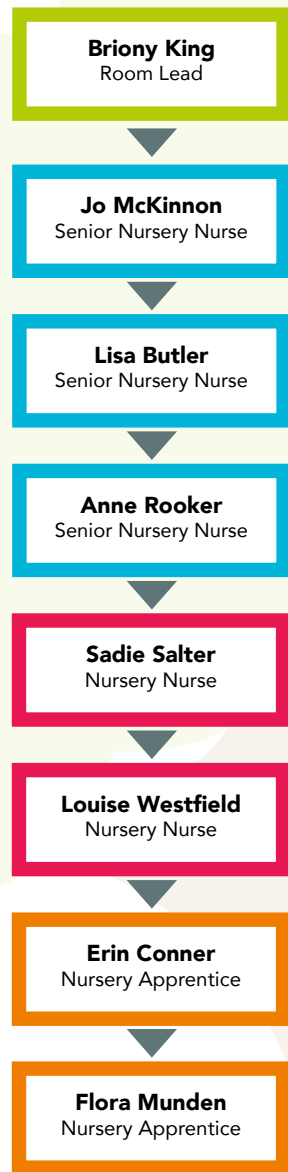 Briony King
Room Lead
Jo McKinnon
Senior Nursery Nurse
Lisa Butler
Senior Nursery Nurse
Anne Rooker
Senior Nursery Nurse
Sadie Salter
Nursery Nurse
Louise Westfield
Nursery Nurse
Erin Conner
Nursery Apprentice
Flora Munden
Nursery Apprentice